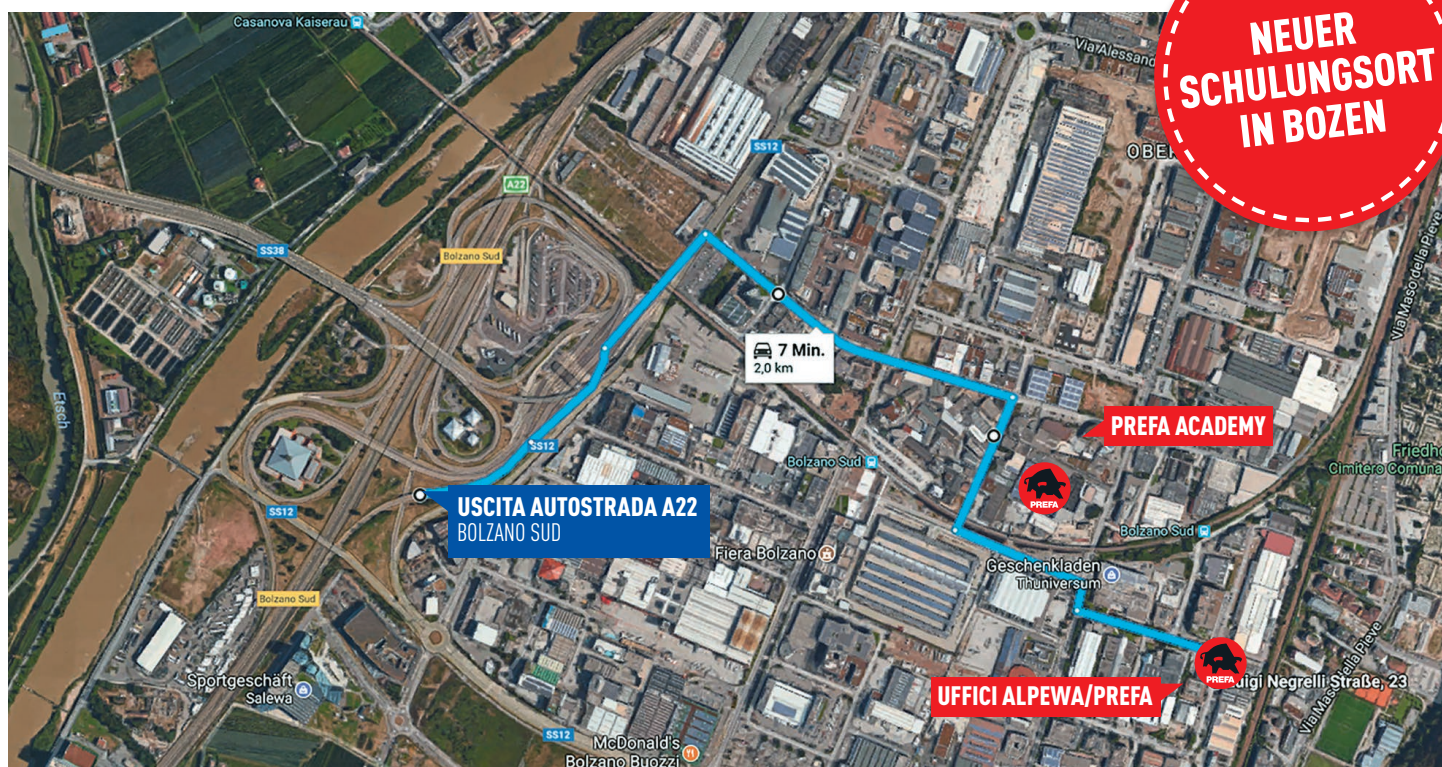 Casanova Kaiserau
NEUER
SCHULUNGSORT
IN BOZEN
Via Alessand
SS12
OBER
A22
SS38
Bolzano Sud
Via Maso della Pieve
7 Min.
2,0 km
Etsch
PREFA ACADEMY
SS12
Bolzano Sud
Friedh
Cimitero Comuna
PREFA
USCITA AUTOSTRADA A22
BOLZANO SUD
SS12
Bolzano Sud
Fiera Bolzano
Geschenkladen
Thuniversum
Bolzano Sud
PREFA
Luigi Negrelli Straße, 23
Sportgeschäft
Salewa
UFFICI ALPEWA/PREFA
Via Maso della Pieve
SS12
McDonald's
Bolzano Buozzi